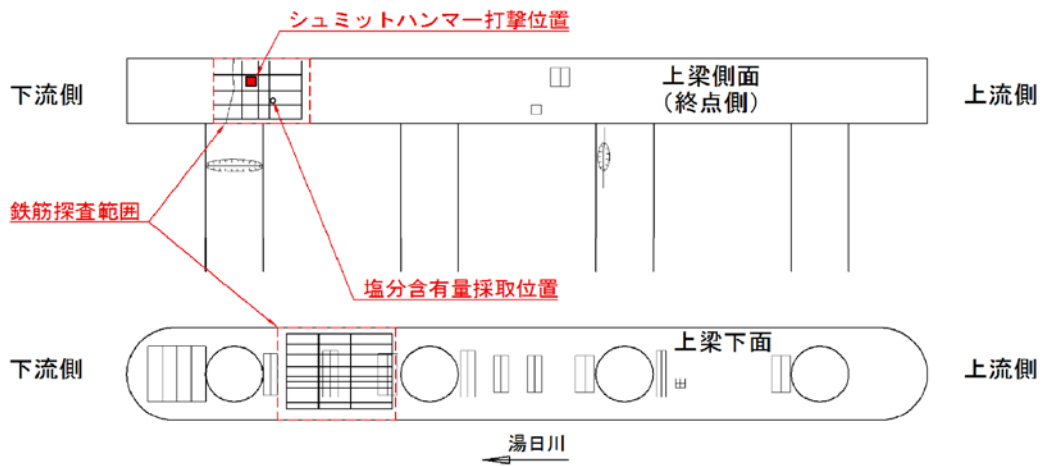 シュミットハンマー打撃位置
下流側
上梁側面
(終点側)
上流側
鉄筋探査範囲
塩分含有量採取位置
下流側
上梁下面
上流側
湯日川